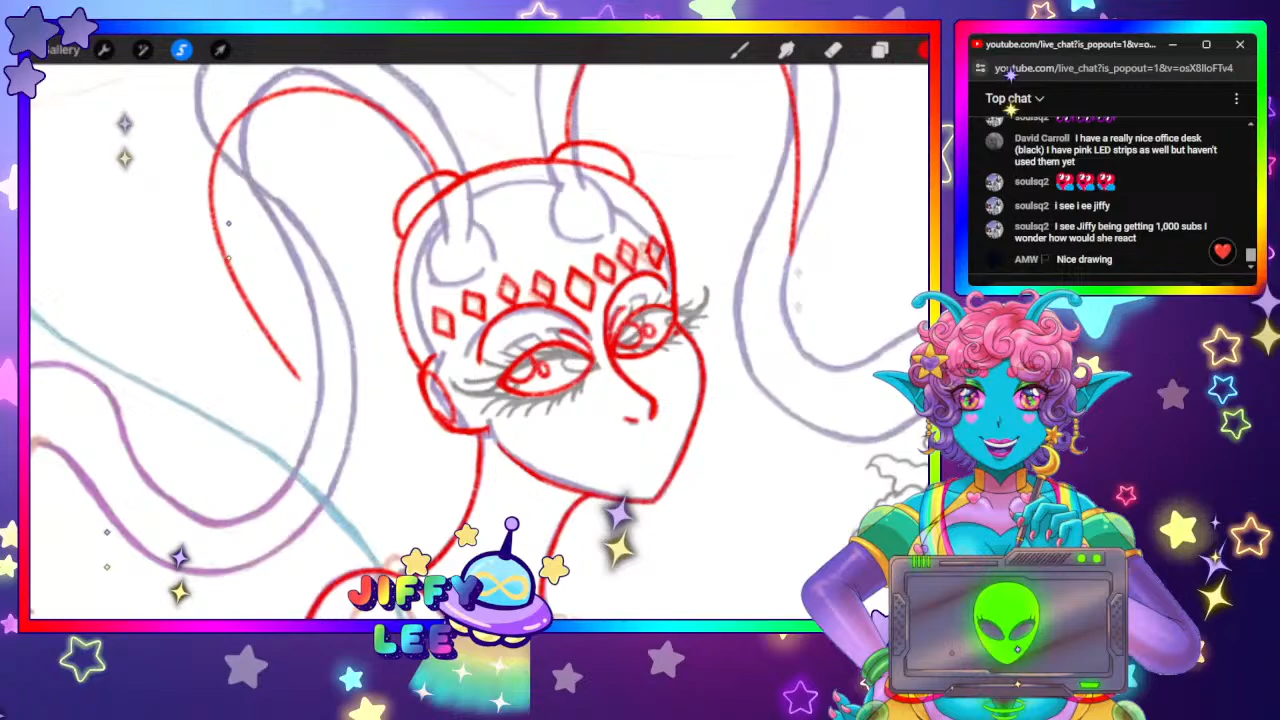 allery
youtube.com/live_chat?is_popout=1&v=o...
youtube.com/live_chat?is_popout=1&v=osX8lloFTv4
Top chat
soulsq2
David Carroll I have a really nice office desk
(black) I have pink LED strips as well but haven't
used them yet
soulsq2
soulsq2 i see i ee jiffy
soulsq2 I see Jiffy being getting 1,000 subs I
wonder how would she react
AMW Nice drawing
JIFFY
LEE